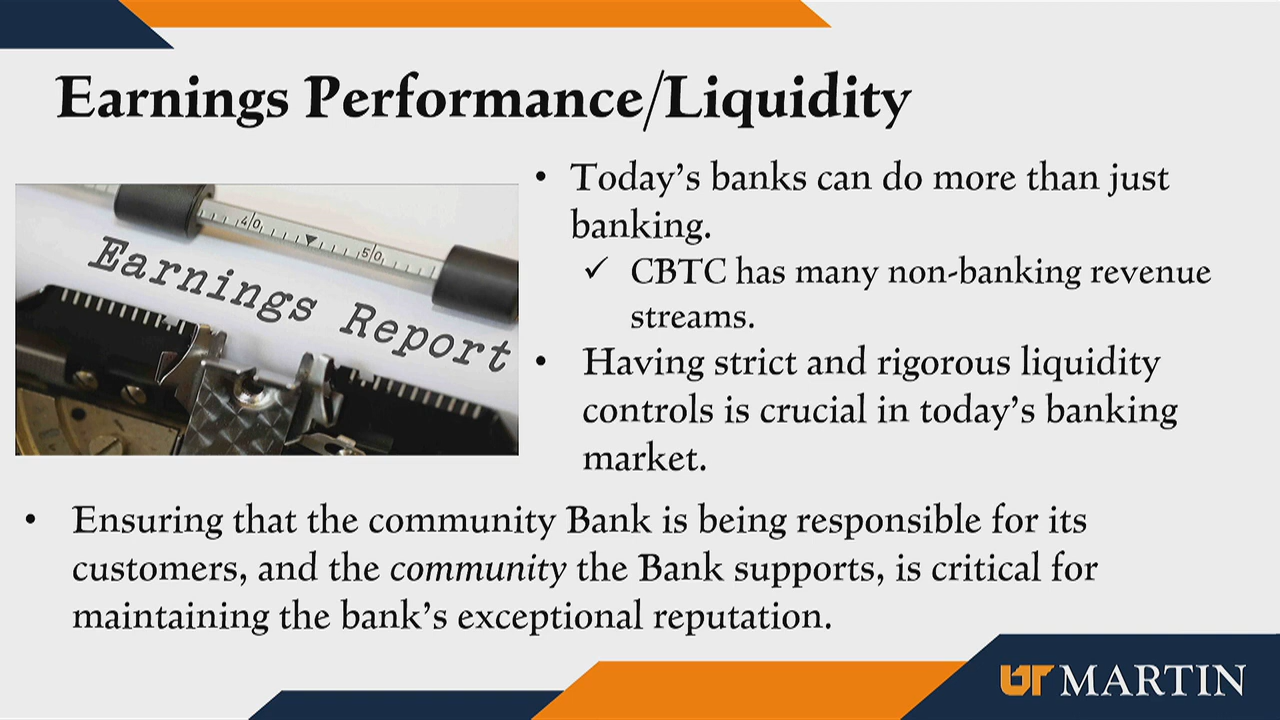 Earnings Performance/Liquidity
40
50
Earnings Report
• Today's banks can do more than just
banking.
✓ CBTC has many non-banking revenue
streams.
• Having strict and rigorous liquidity
controls is crucial in today's banking
market.
• Ensuring that the community Bank is being responsible for its
customers, and the community the Bank supports, is critical for
maintaining the bank's exceptional reputation.
UT MARTIN